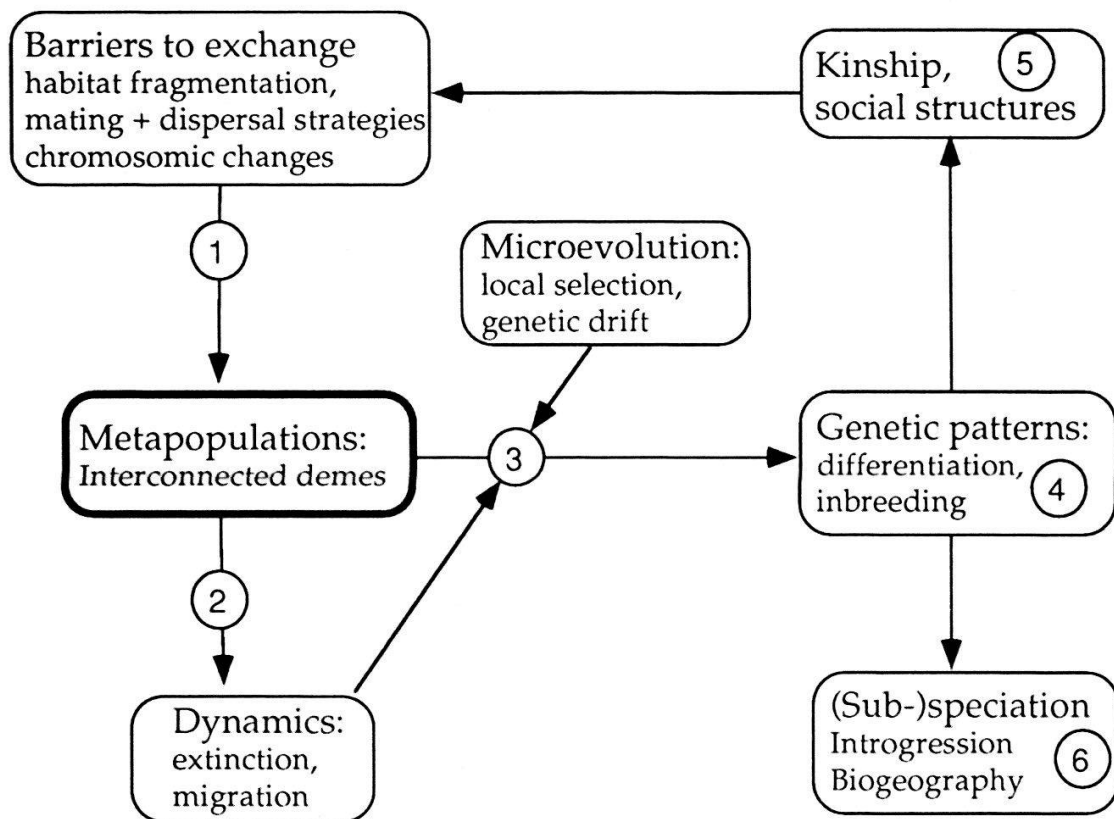 Barriers to exchange
habitat fragmentation,
mating + dispersal strategies
chromosomic changes
Kinship,
social structures
5
1
Microevolution:
local selection,
genetic drift
Metapopulations:
Interconnected demes
3
Genetic patterns:
differentiation,
inbreeding
4
2
Dynamics:
extinction,
migration
(Sub-)speciation
Introgression
Biogeography
6